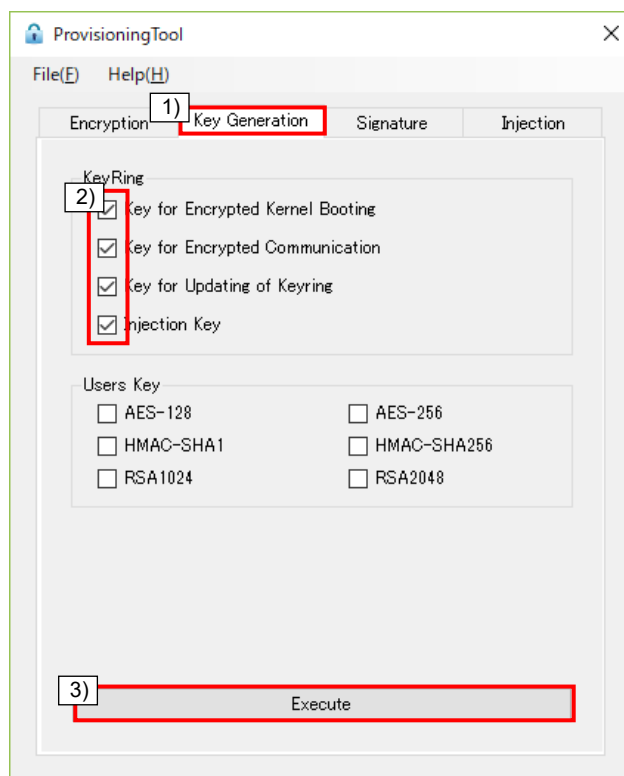 ProvisioningTool
File(F) Help(H)
1)
Encryption Key Generation Signature Injection
KeyRing
2)
Key for Encrypted Kernel Booting
Key for Encrypted Communication
Key for Updating of Keyring
Injection Key
Users Key
AES-128 AES-256
HMAC-SHA1 HMAC-SHA256
RSA1024 RSA2048
3)
Execute